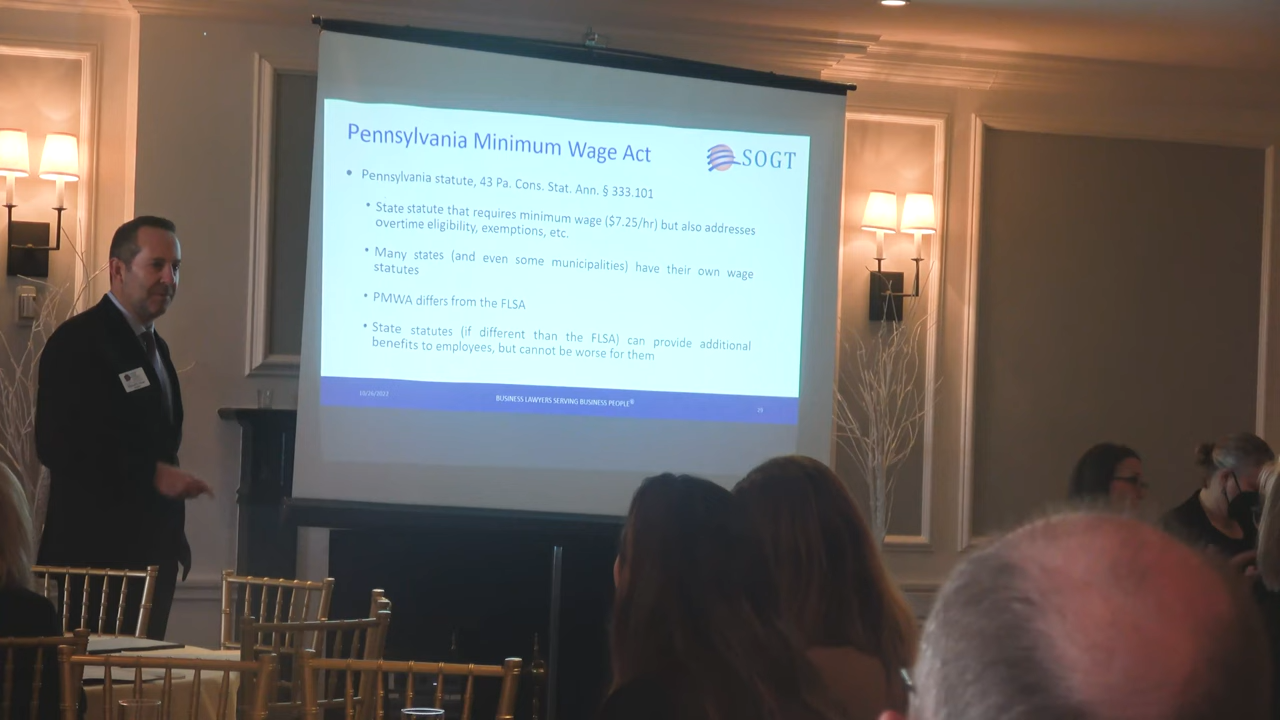 Pennsylvania Minimum Wage Act
SOGT
• Pennsylvania statute, 43 Pa. Cons. Stat. Ann. § 333.101
• State statute that requires minimum wage ($7.25/hr) but also addresses
overtime eligibility, exemptions, etc.
• Many states (and even some municipalities) have their own wage
statutes
• PMWA differs from the FLSA
• State statutes (if different than the FLSA) can provide additional
benefits to employees, but cannot be worse for them
10/26/2022
BUSINESS LAWYERS SERVING BUSINESS PEOPLE®